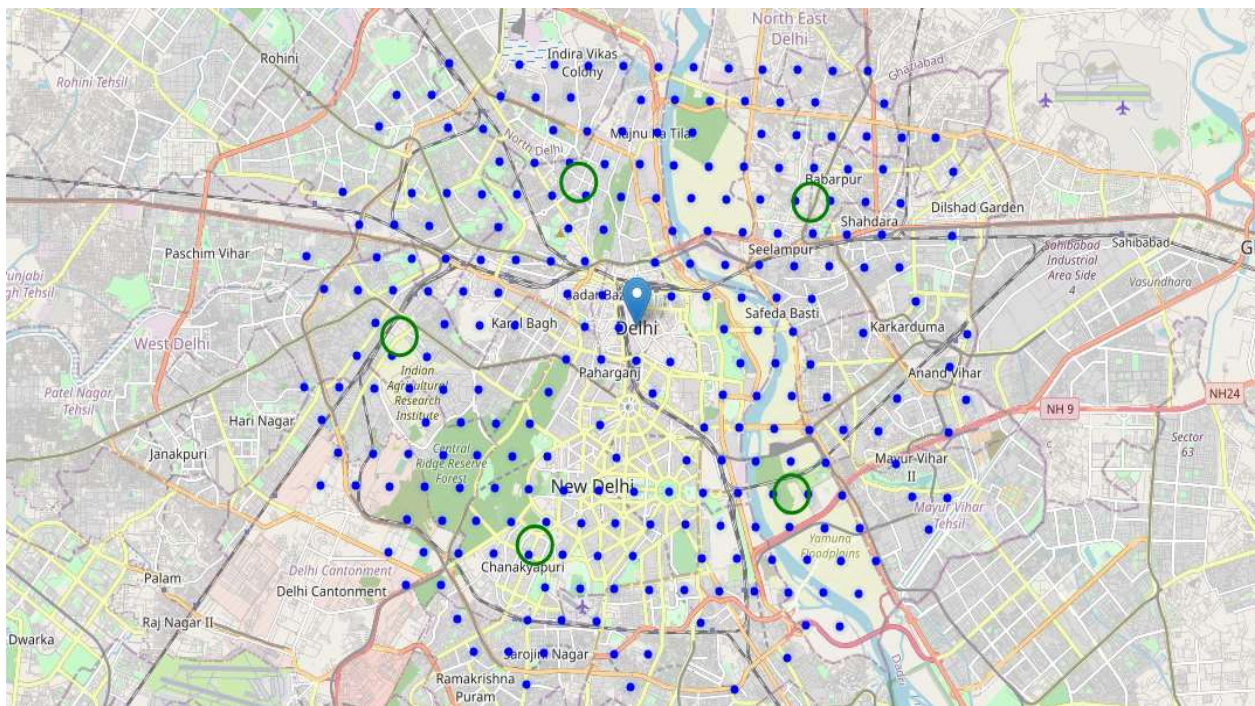 North East
Delhi
Rohini
Indira Vikas
Colony
Rohini Tehsil
Ghaziabad
Majnu ka Tila
North Delhi
Babarpur
Dilshad Garden
Shahdara
Paschim Vihar
Seelampur
Sahibabad
Sahibabad
Industrial
Area Site
4
Vasundhara
Karol Bagh
Delhi
Safeda Basti
Karkarduma
West Delhi
Paharganj
Anand Vihar
Indian
Agricultural
Research
Institute
Patel Nagar
Tehsil
NH24
NH 9
Hari Nagar
Janakpuri
Central
Ridge Reserve
Forest
Mayur Vihar
II
Sector
63
New Delhi
Mayur Vihar
Tehsil
Yamuna
Floodplains
Chanakyapuri
Delhi Cantonment
Palam
Delhi Cantonment
Raj Nagar II
Dwarka
Sarojini Nagar
Ramakrishna
Puram
Dadri